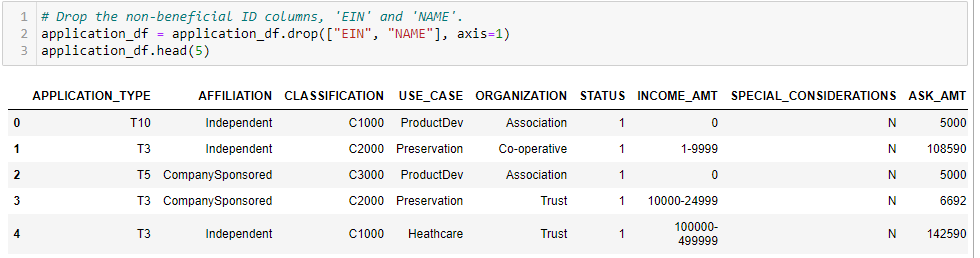 1 # Drop the non-beneficial ID columns, 'EIN' and 'NAME'.
2 application_df = application_df.drop(["EIN", "NAME"], axis=1)
3 application_df.head(5)
APPLICATION_TYPE AFFILIATION CLASSIFICATION USE_CASE ORGANIZATION STATUS INCOME_AMT SPECIAL_CONSIDERATIONS ASK_AMT
0 T10 Independent C1000 ProductDev Association 1 0 N 5000
1 T3 Independent C2000 Preservation Co-operative 1 1-9999 N 108590
2 T5 CompanySponsored C3000 ProductDev Association 1 0 N 5000
3 T3 CompanySponsored C2000 Preservation Trust 1 10000-24999 N 6692
4 T3 Independent C1000 Heathcare Trust 1 100000-
499999 N 142590